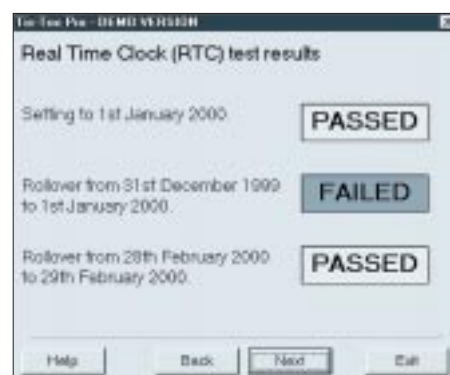 Tic-Toc Pro - DEMO VERSION
Real Time Clock (RTC) test results
Setting to 1st January 2000
PASSED
Rollover from 31st December 1999
to 1st January 2000.
FAILED
Rollover from 28th February 2000
to 29th February 2000.
PASSED
Help Back Next Exit